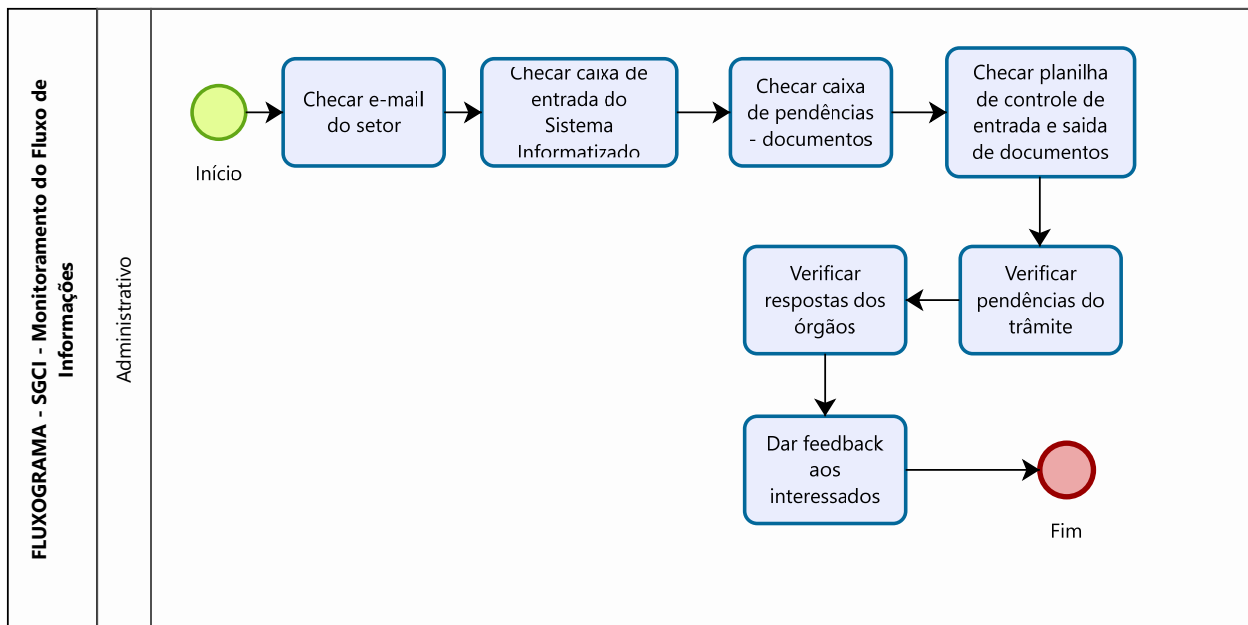 FLUXOGRAMA - SGCI - Monitoramento do Fluxo de
Informações
Administrativo
Início
Checar e-mail
do setor
Checar caixa de
entrada do
Sistema
Informatizado
Checar caixa
de pendências
- documentos
Checar planilha
de controle de
entrada e saida
de documentos
Verificar
pendências do
trâmite
Verificar
respostas dos
órgãos
Dar feedback
aos
interessados
Fim